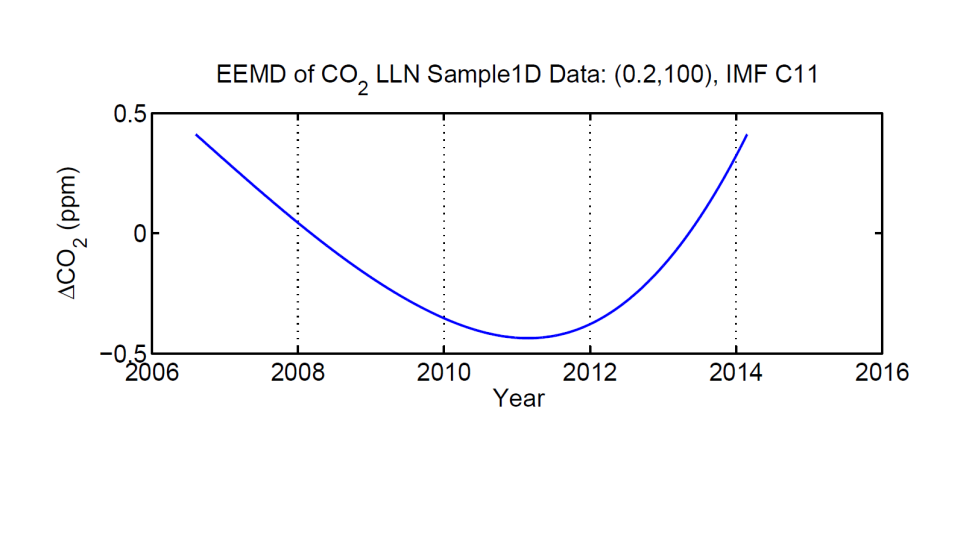 EEMD of CO₂ LLN Sample1D Data: (0.2,100), IMF C11
0.5
0
−0.5
ΔCO₂ (ppm)
2006 2008 2010 2012 2014 2016
Year